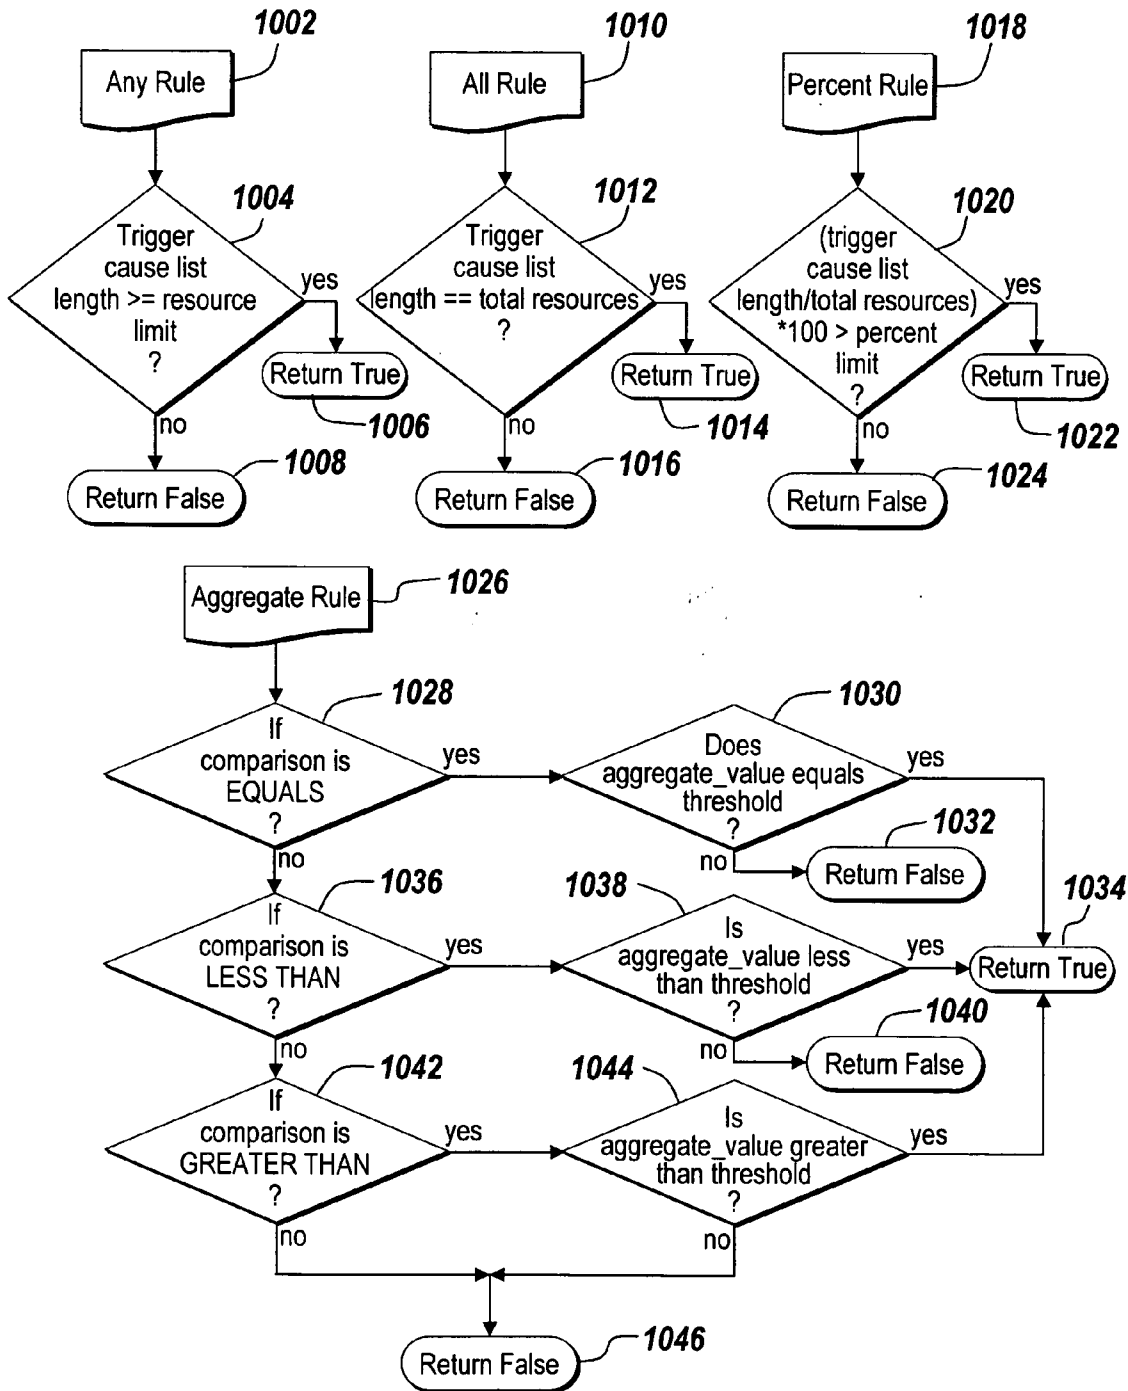 1002
Any Rule
1004
Trigger
cause list
length >= resource
limit
?
yes
Return True
1006
no
1008
Return False
1010
All Rule
1012
Trigger
cause list
length == total resources
?
yes
Return True
1014
no
1016
Return False
1018
Percent Rule
1020
(trigger
cause list
length/total resources)
*100 > percent
limit
?
yes
Return True
1022
no
1024
Return False
1026
Aggregate Rule
1028
If
comparison is
EQUALS
?
yes
no
1030
Does
aggregate_value equals
threshold
?
yes
no
1032
Return False
1034
Return True
1036
If
comparison is
LESS THAN
?
yes
no
1038
Is
aggregate_value less
than threshold
?
yes
no
1040
Return False
1042
If
comparison is
GREATER THAN
?
yes
no
1044
Is
aggregate_value greater
than threshold
?
yes
no
1046
Return False